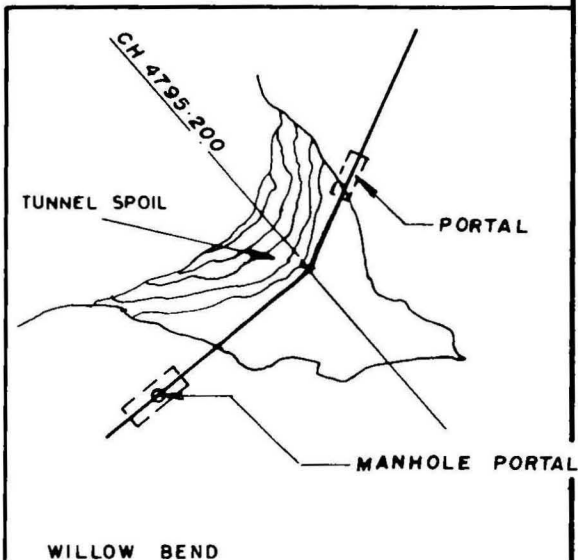 CH 4795.200
TUNNEL SPOIL
PORTAL
MANHOLE PORTAL
WILLOW BEND